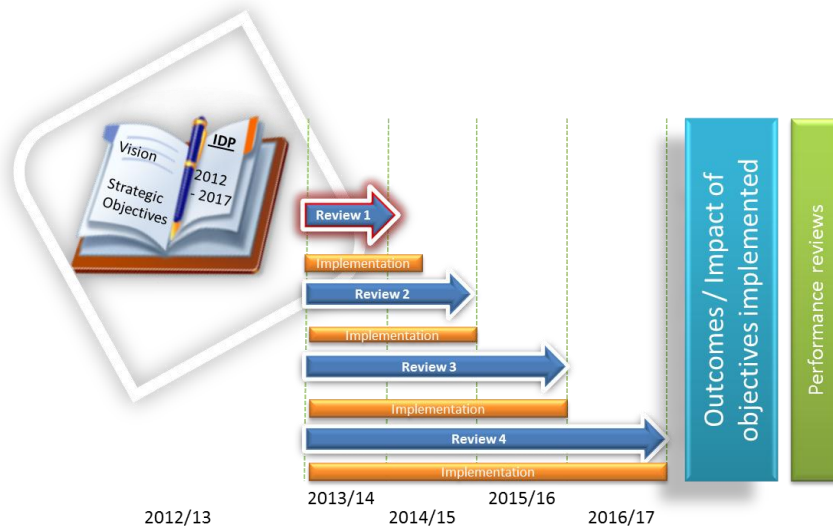 Vision
Strategic
Objectives
IDP
2012
- 2017
Review 1
Implementation
Review 2
Implementation
Review 3
Implementation
Review 4
Implementation
2012/13
2013/14
2014/15
2015/16
2016/17
Outcomes / Impact of
objectives implemented
Performance reviews